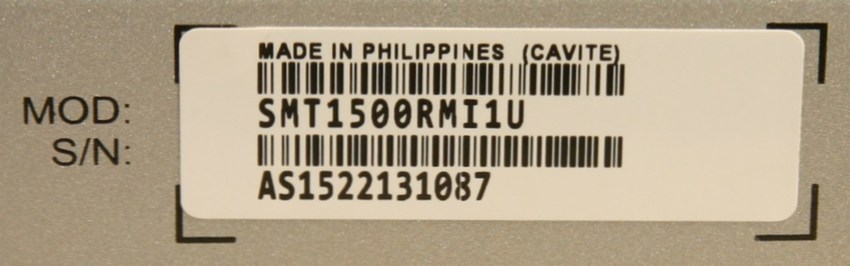 MADE IN PHILIPPINES (CAVITE)
MOD: SMT1500RMI1U
S/N: AS1522131087